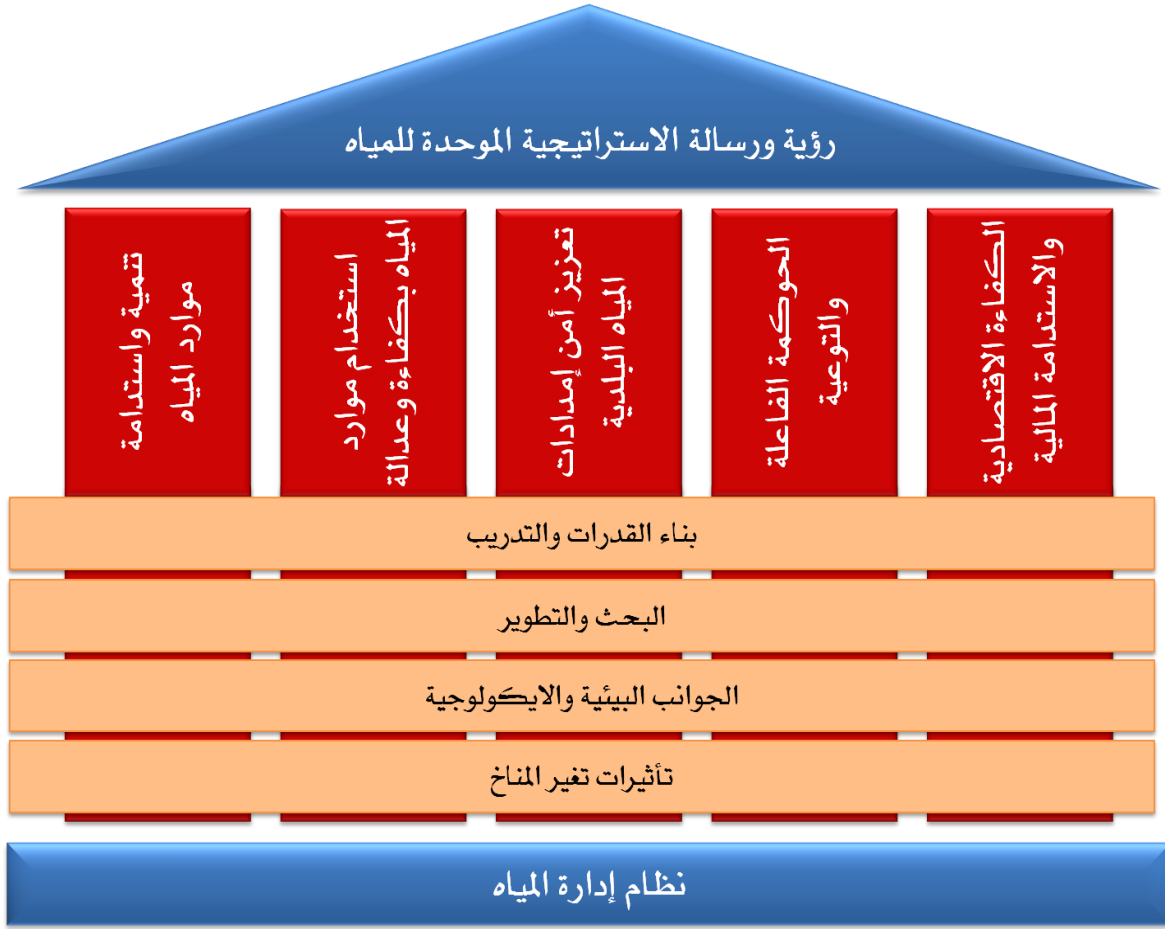 رؤية ورسالة الاستراتيجية الموحدة للمياه
الكفاءة الاقتصادية
والاستدامة المالية
الحوكمة الفاعلة
والتوعية
تعزيز أمن إمدادات
المياه البلدية
استخدام موارد
المياه بكفاءة وعدالة
تنمية واستدامة
موارد المياه
بناء القدرات والتدريب
البحث والتطوير
الجوانب البيئية والايكولوجية
تأثيرات تغير المناخ
نظام إدارة المياه